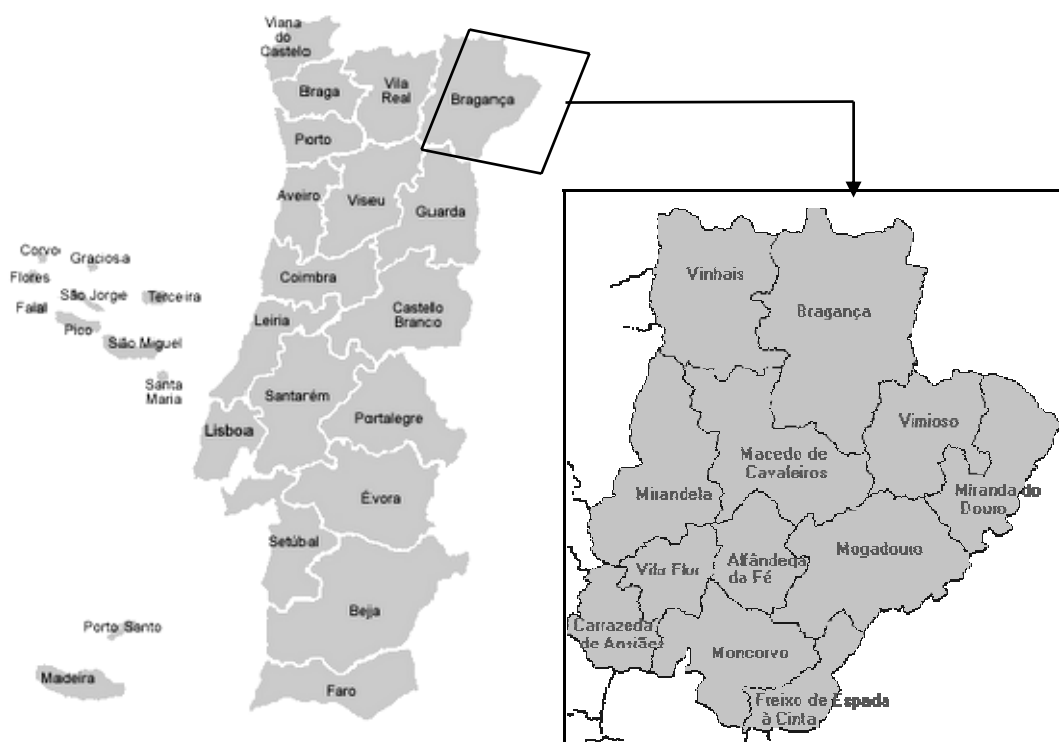 Viana
do
Castelo
Braga
Vila
Real
Bragança
Porto
Aveiro
Viseu
Guarda
Corvo
Graciosa
Flores
Faial
São Jorge
Terceira
Pico
São Miguel
Santa
Maria
Coimbra
Castello
Branco
Leiria
Santarém
Portalegre
Lisboa
Évora
Setúbal
Bejja
Porto Santo
Madeira
Faro
Vinhais
Bragança
Vimioso
Macedo de
Cavaleiros
Mirandela
Miranda do
Douro
Mogadouro
Vila Flor
Alfândega
da Fé
Carrazeda
de Ansiães
Moncorvo
Freixo de Espada
à Cinta